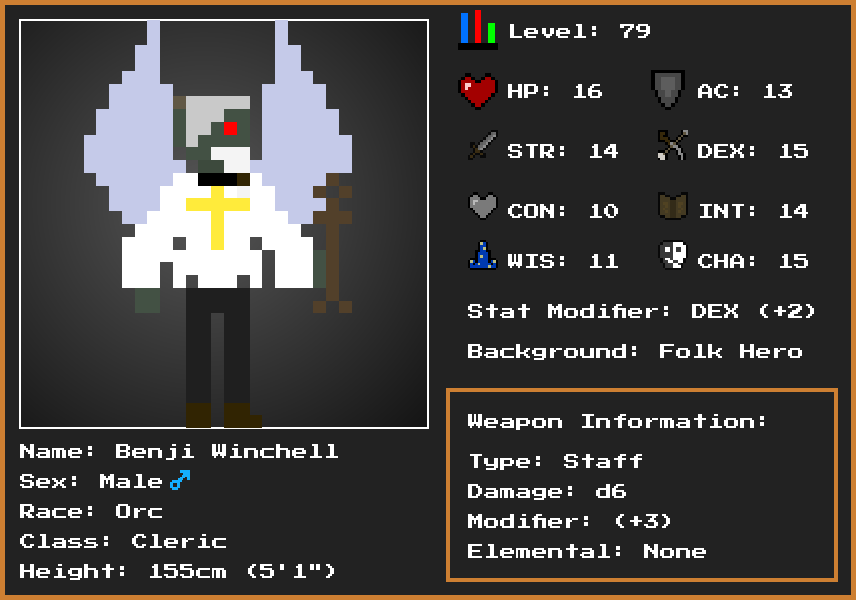 Level: 79
HP: 16 AC: 13
STR: 14 DEX: 15
CON: 10 INT: 14
WIS: 11 CHA: 15
Stat Modifier: DEX (+2)
Background: Folk Hero
Weapon Information:
Type: Staff
Damage: d6
Modifier: (+3)
Elemental: None
Name: Benji Winchell
Sex: Male ♂
Race: Orc
Class: Cleric
Height: 155cm (5'1")